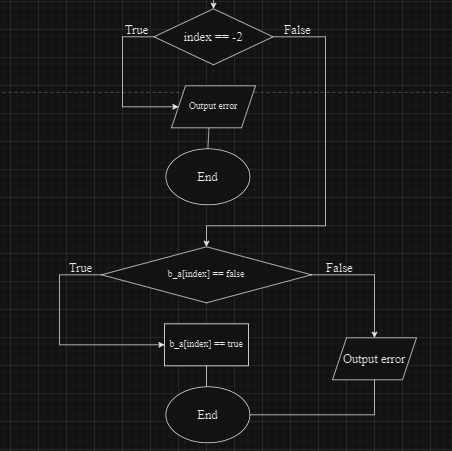 True
False
index == -2
Output error
End
True
False
b_a[index] == false
b_a[index] == true
Output error
End